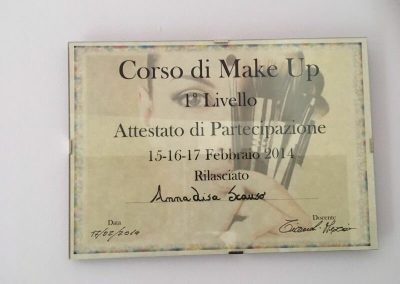 Corso di Make Up
1° Livello
Attestato di Partecipazione
15-16-17 Febbraio 2014
Rilasciato
Annalisa
Data
Docente
17/02/2014